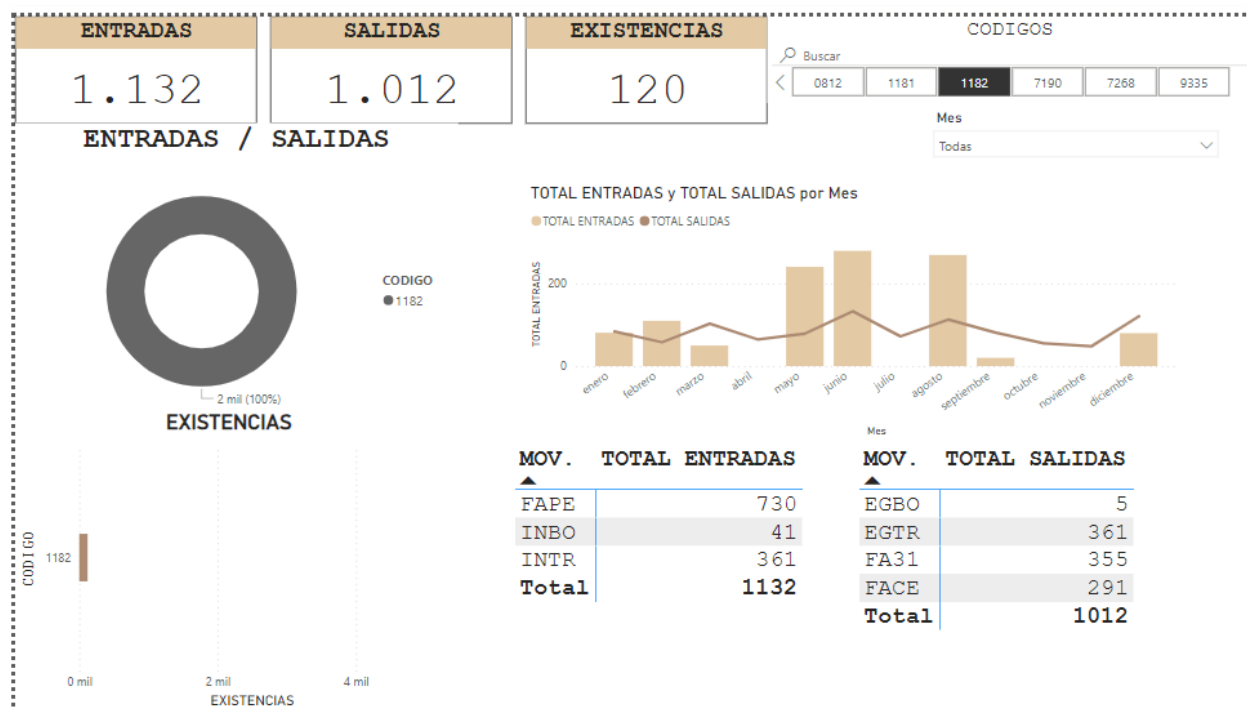 ENTRADAS SALIDAS EXISTENCIAS CODIGOS
Buscar
1.132 1.012 120 0812 1181 1182 7190 7268 9335
Mes
ENTRADAS / SALIDAS
Todas
TOTAL ENTRADAS y TOTAL SALIDAS por Mes
TOTAL ENTRADAS TOTAL SALIDAS
CODIGO
1182
2 mil (100%)
TOTAL ENTRADAS
200
0
enero febrero marzo abril mayo junio julio agosto septiembre octubre noviembre diciembre
Mes
EXISTENCIAS
CODIGO
1182
0 mil 2 mil 4 mil
EXISTENCIAS
MOV. TOTAL ENTRADAS
FAPE 730
INBO 41
INTR 361
Total 1132
MOV. TOTAL SALIDAS
EGBO 5
EGTR 361
FA31 355
FACE 291
Total 1012